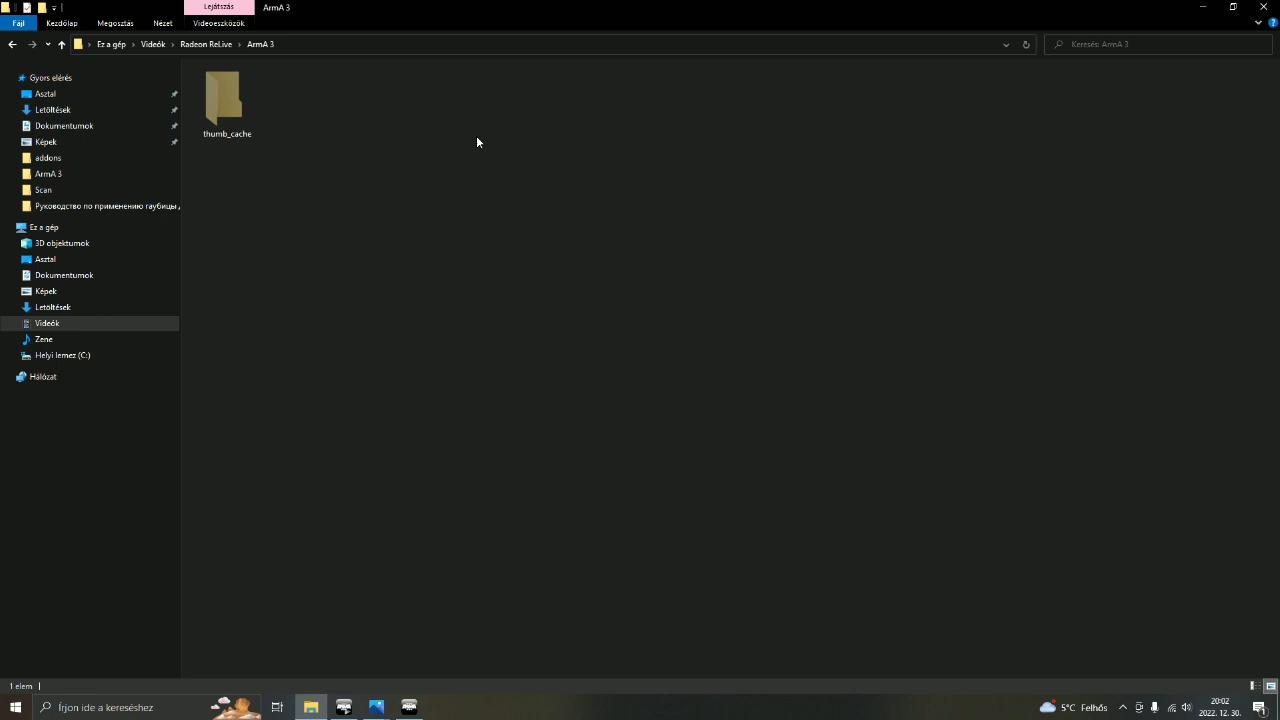 Lejátszás
ArmA 3
Fájl
Kezdőlap
Megosztás
Nézet
Videoeszközök
Ez a gép
Videók
Radeon ReLive
ArmA 3
Keresés: ArmA 3
Gyors elérés
Asztal
Letöltések
Dokumentumok
Képek
addons
ArmA 3
Scan
Руководство по применению гаубицы
Ez a gép
3D objektumok
Asztal
Dokumentumok
Képek
Letöltések
Videók
Zene
Helyi lemez (C:)
Hálózat
thumb_cache
1 elem
Írjon ide a kereséshez
5°C Felhős
20:02
2022. 12. 30.
1